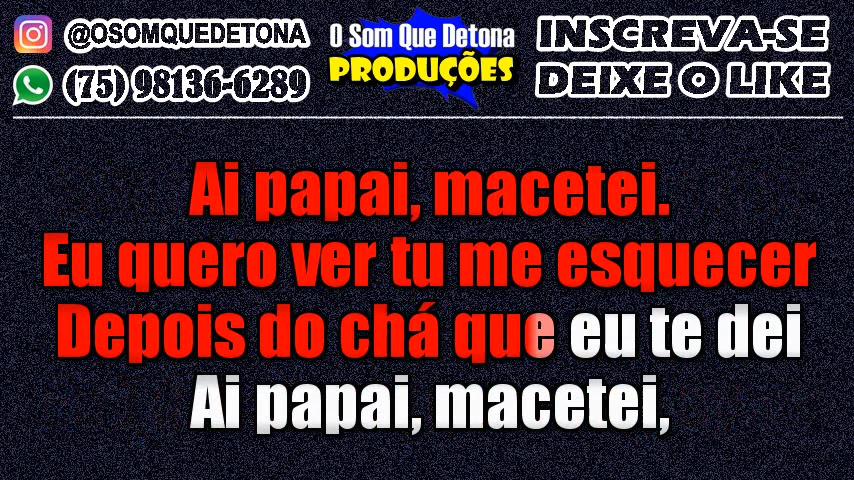 @OSOMQUEDETONA
(75) 98136-6289
O Som Que Detona
PRODUÇÕES
INSCREVA-SE
DEIXE O LIKE
Ai papai, macetei.
Eu quero ver tu me esquecer
Depois do chá que eu te dei
Ai papai, macetei,